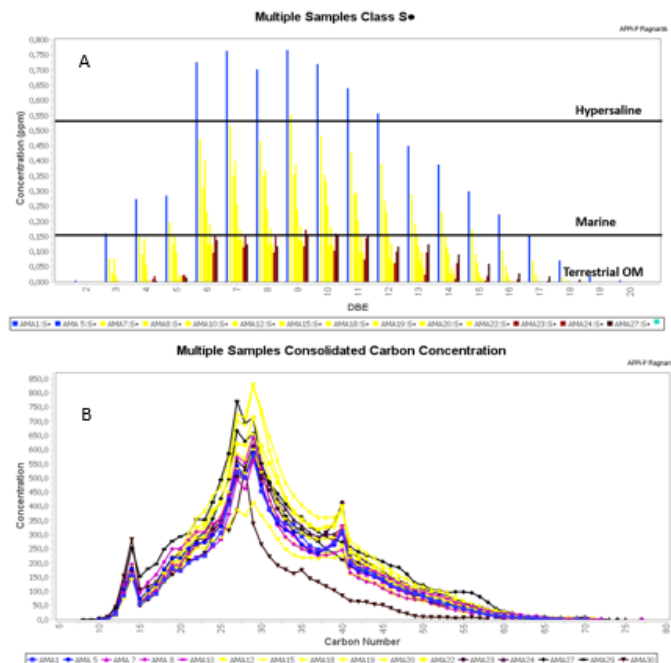 Multiple Samples Class S●
APPI-P Ragnarök
A
Concentration (ppm)
0,800
0,750
0,700
0,650
0,600
0,550
0,500
0,450
0,400
0,350
0,300
0,250
0,200
0,150
0,100
0,050
0,000
Hypersaline
Marine
Terrestrial OM
2 3 4 5 6 7 8 9 10 11 12 13 14 15 16 17 18 19 20
DBE
AMA1:S• AMA 5:S• AMA7:S• AMA8:S• AMA10:S• AMA12:S• AMA15:S• AMA18:S• AMA19:S• AMA20:S• AMA22:S• AMA23:S• AMA24:S• AMA27:S•
Multiple Samples Consolidated Carbon Concentration
APPI-P Ragnarök
B
Concentration
850,0
800,0
750,0
700,0
650,0
600,0
550,0
500,0
450,0
400,0
350,0
300,0
250,0
200,0
150,0
100,0
50,0
0,0
5 10 15 20 25 30 35 40 45 50 55 60 65 70 75 80
Carbon Number
AMA1 AMA 5 AMA 7 AMA 8 AMA10 AMA12 AMA15 AMA18 AMA19 AMA20 AMA22 AMA23 AMA24 AMA27 AMA29 AMA30